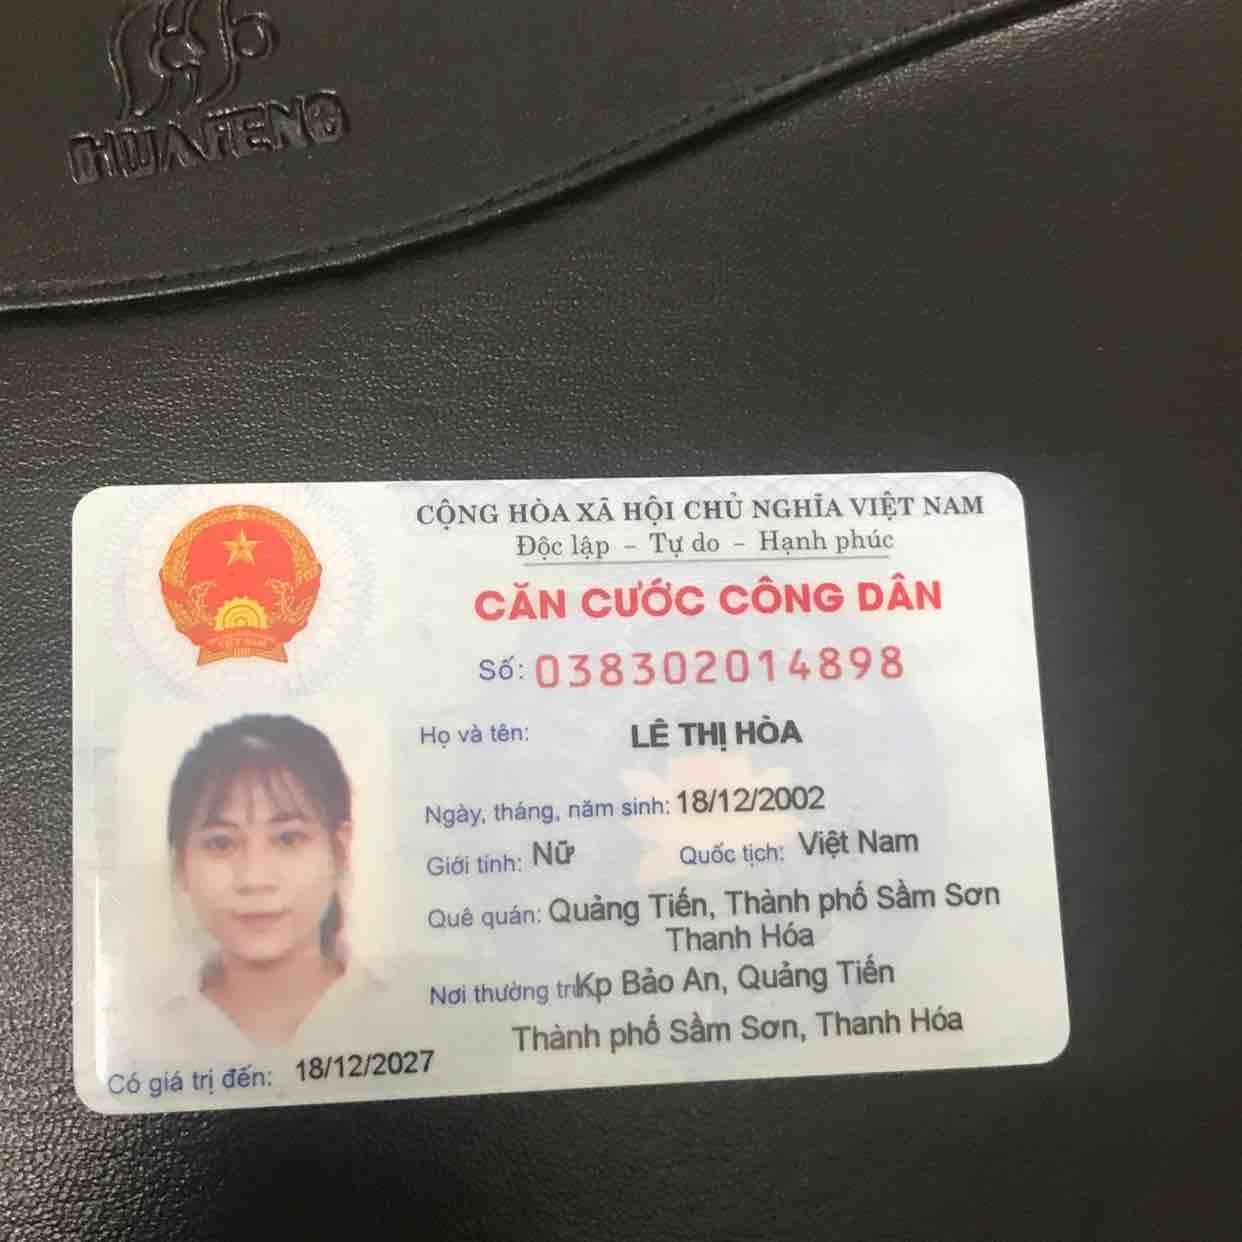 HUAFENG
CỘNG HÒA XÃ HỘI CHỦ NGHĨA VIỆT NAM
Độc lập – Tự do – Hạnh phúc
CĂN CƯỚC CÔNG DÂN
Số: 038302014898
Họ và tên: LÊ THỊ HÒA
Ngày, tháng, năm sinh: 18/12/2002
Giới tính: Nữ Quốc tịch: Việt Nam
Quê quán: Quảng Tiến, Thành phố Sầm Sơn
Thanh Hóa
Nơi thường trú: Kp Bảo An, Quảng Tiến
Thành phố Sầm Sơn, Thanh Hóa
Có giá trị đến: 18/12/2027